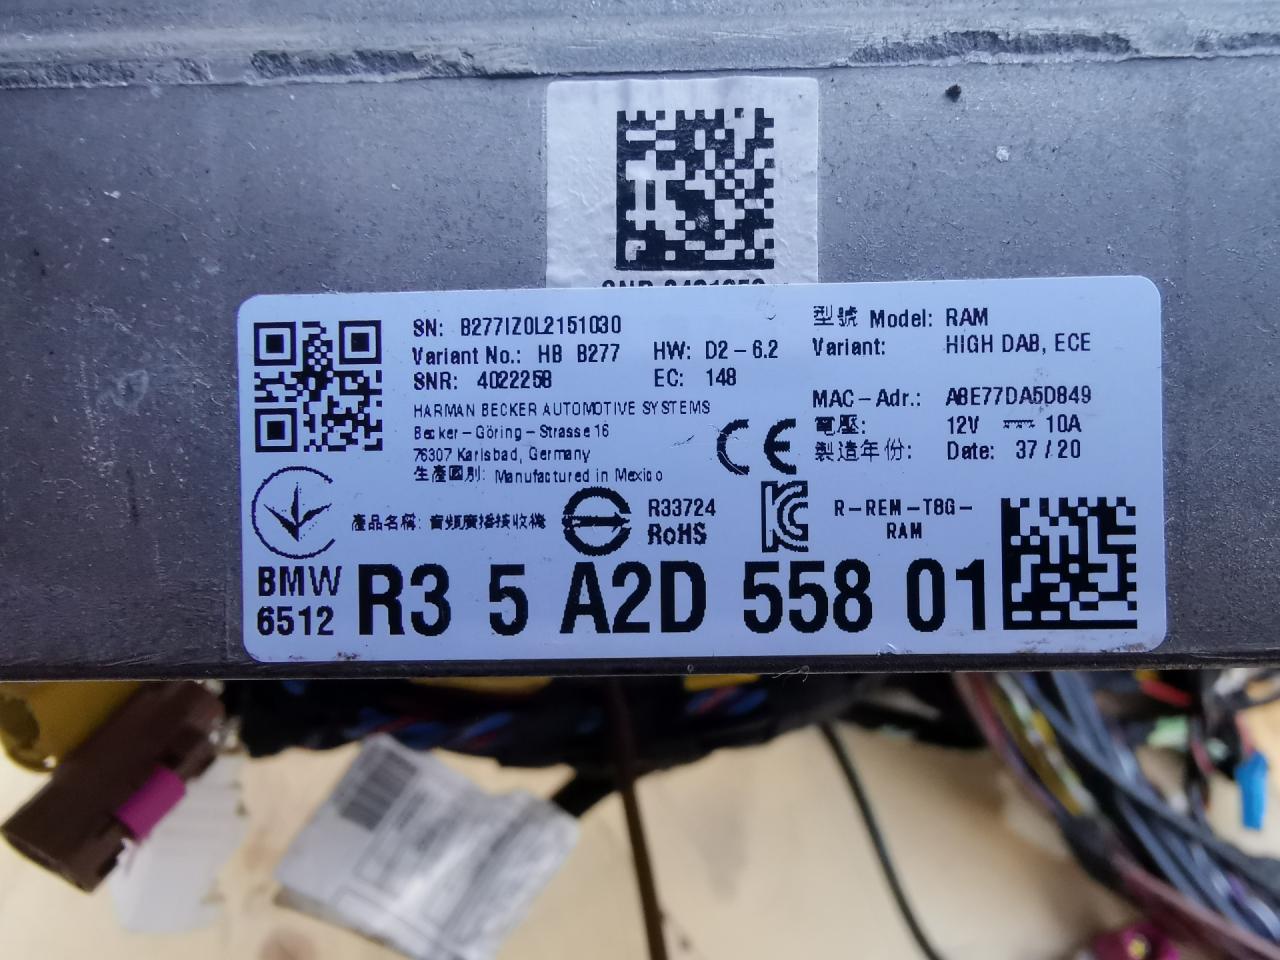 SN: B277IZ0L2151030
Variant No.: HB B277 HW: D2-6.2
SNR: 4022258 EC: 148
HARMAN BECKER AUTOMOTIVE SYSTEMS
Becker-Göring-Strasse 16
76307 Karlsbad, Germany
生產國別: Manufactured in Mexico
型號 Model: RAM
Variant: HIGH DAB, ECE
MAC-Adr.: A8E77DA5D849
電壓: 12V 10A
製造年份: Date: 37/20
CE
產品名稱: 音頻廣播接收機
R33724
RoHS
R-REM-T8G-
RAM
BMW
6512
R3 5 A2D 558 01